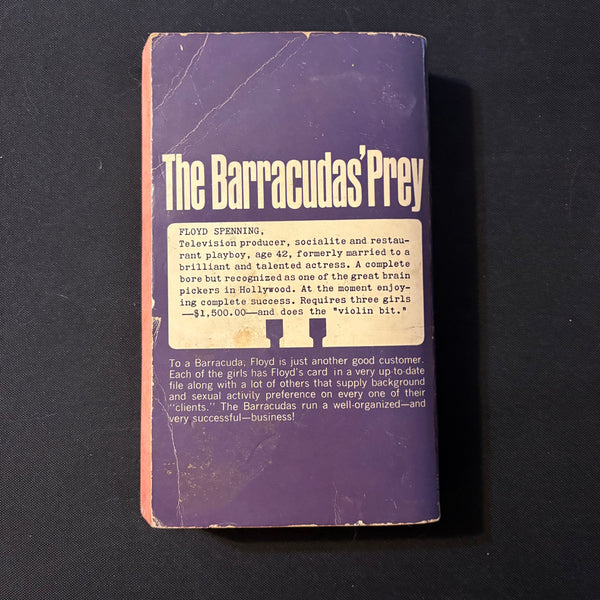 The Barracudas' Prey
FLOYD SPENNING,
Television producer, socialite and restau-
rant playboy, age 42, formerly married to a
brilliant and talented actress. A complete
bore but recognized as one of the great brain
pickers in Hollywood. At the moment enjoy-
ing complete success. Requires three girls
—$1,500.00—and does the "violin bit."
To a Barracuda, Floyd is just another good customer.
Each of the girls has Floyd's card in a very up-to-date
file along with a lot of others that supply background
and sexual activity preference on every one of their
"clients." The Barracudas run a well-organized—and
very successful—business!